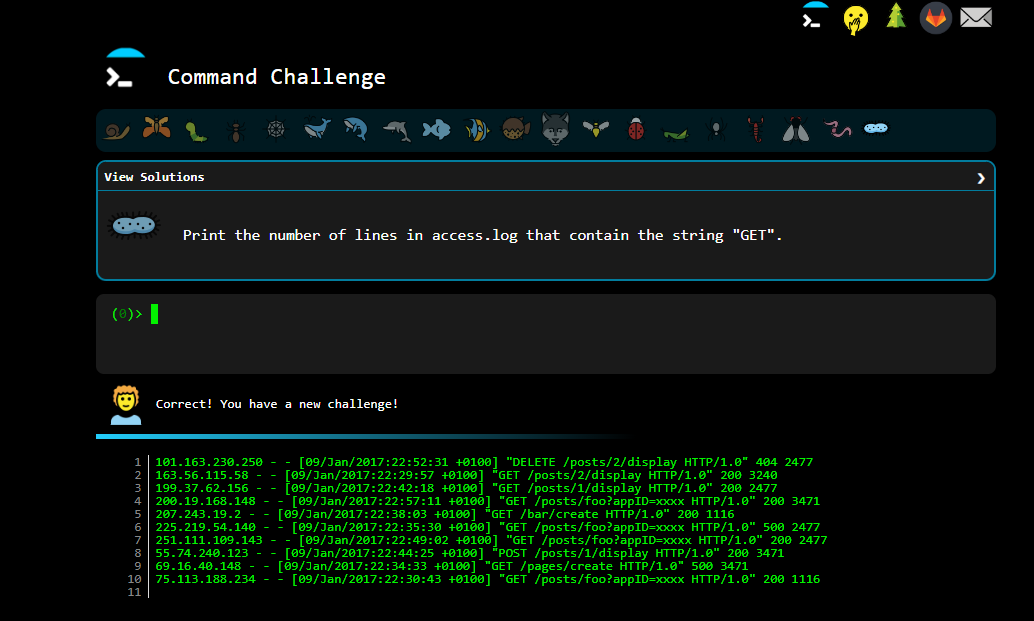 Command Challenge
View Solutions
Print the number of lines in access.log that contain the string "GET".
(0)>
Correct! You have a new challenge!
1 101.163.230.250 - - [09/Jan/2017:22:52:31 +0100] "DELETE /posts/2/display HTTP/1.0" 404 2477
2 163.56.115.58 - - [09/Jan/2017:22:29:57 +0100] "GET /posts/2/display HTTP/1.0" 200 3240
3 199.37.62.156 - - [09/Jan/2017:22:42:18 +0100] "GET /posts/1/display HTTP/1.0" 200 2477
4 200.19.168.148 - - [09/Jan/2017:22:57:11 +0100] "GET /posts/foo?appID=xxxx HTTP/1.0" 200 3471
5 207.243.19.2 - - [09/Jan/2017:22:38:03 +0100] "GET /bar/create HTTP/1.0" 200 1116
6 225.219.54.140 - - [09/Jan/2017:22:35:30 +0100] "GET /posts/foo?appID=xxxx HTTP/1.0" 500 2477
7 251.111.109.143 - - [09/Jan/2017:22:49:02 +0100] "GET /posts/foo?appID=xxxx HTTP/1.0" 200 2477
8 55.74.240.123 - - [09/Jan/2017:22:44:25 +0100] "POST /posts/1/display HTTP/1.0" 200 3471
9 69.16.40.148 - - [09/Jan/2017:22:34:33 +0100] "GET /pages/create HTTP/1.0" 500 3471
10 75.113.188.234 - - [09/Jan/2017:22:30:43 +0100] "GET /posts/foo?appID=xxxx HTTP/1.0" 200 1116
11